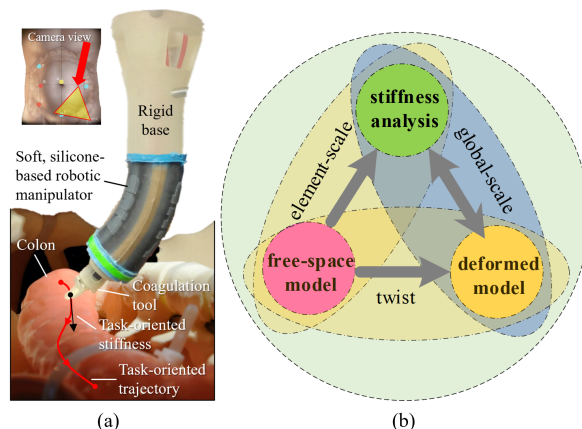 Camera view
Rigid
base
Soft, silicone-
based robotic
manipulator
Colon
Coagulation
tool
Task-oriented
stiffness
Task-oriented
trajectory
(a)
stiffness
analysis
element-scale
global-scale
free-space
model
deformed
model
twist
(b)